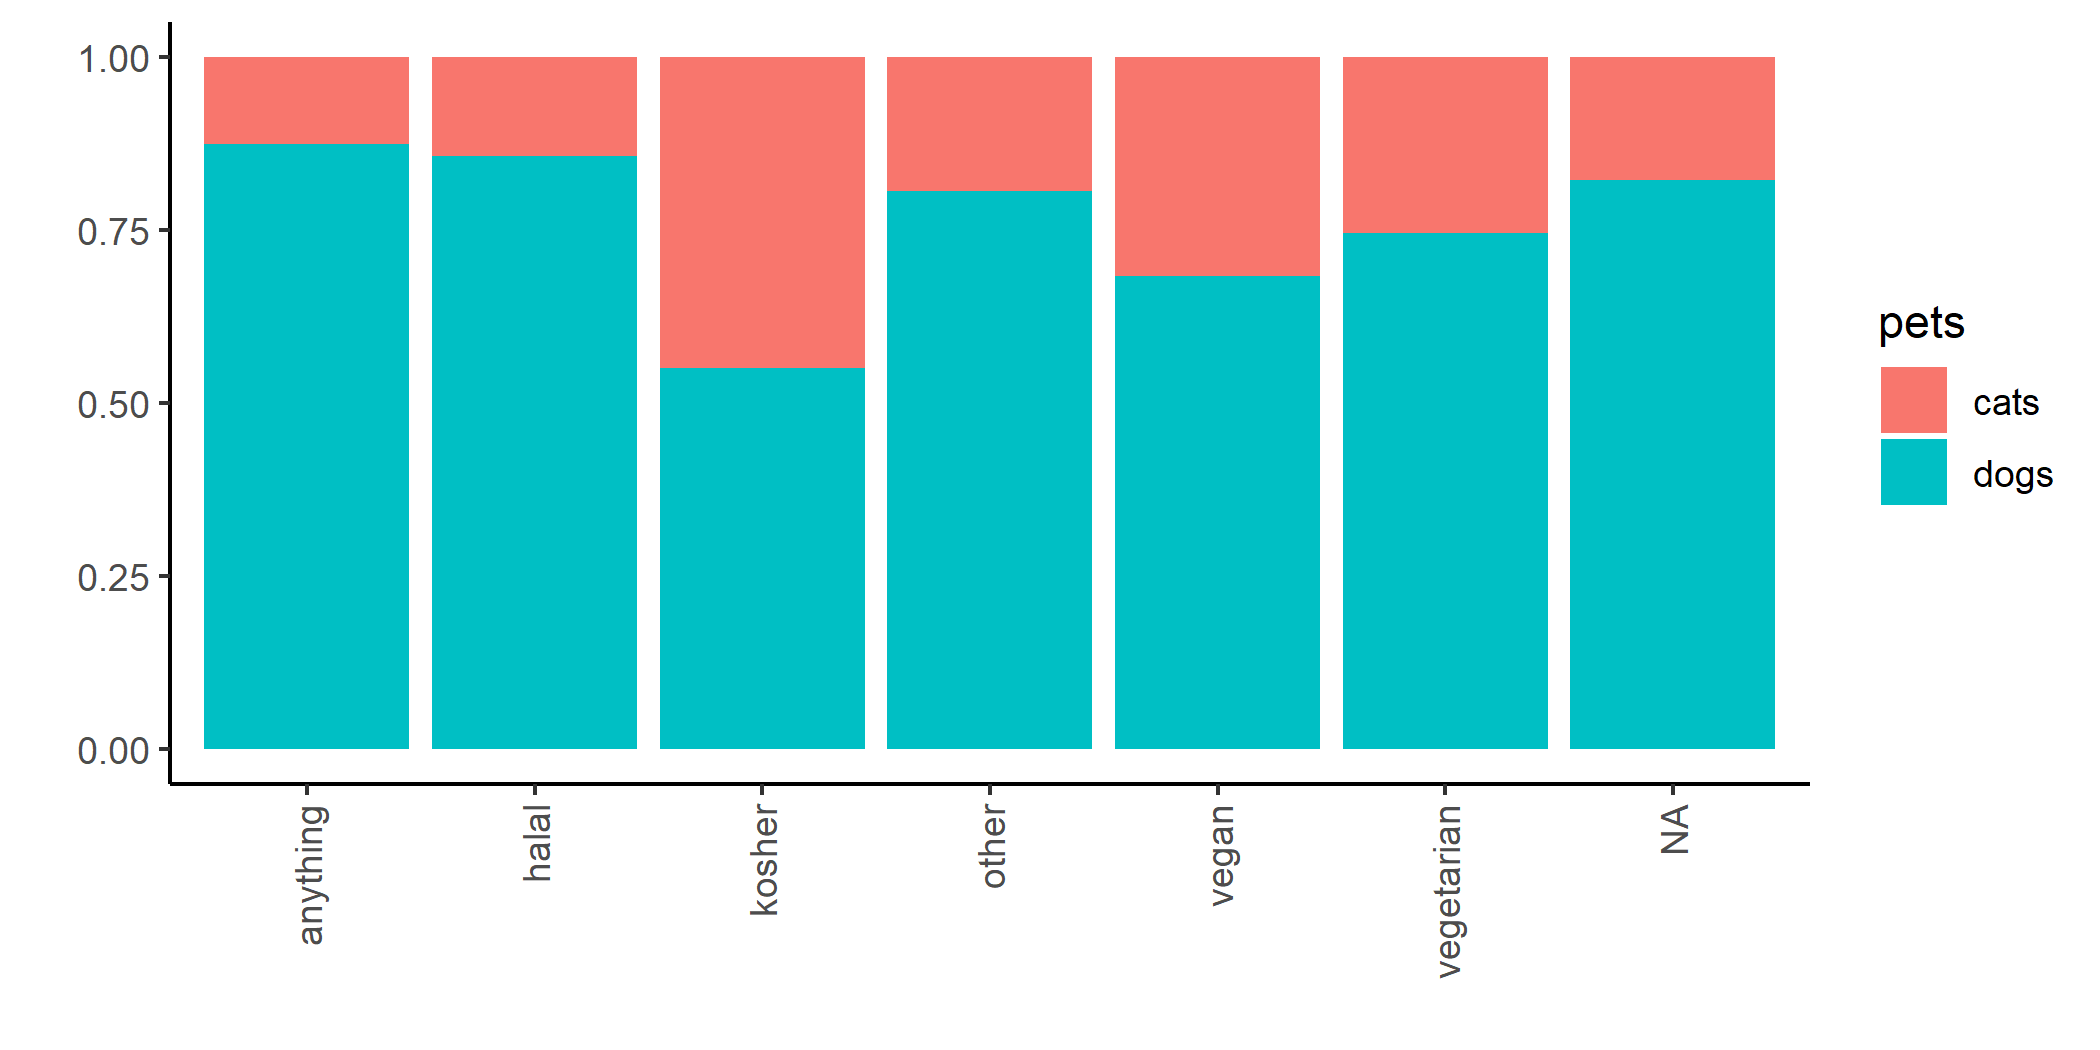 1.00
0.75
0.50
0.25
0.00
anything
halal
kosher
other
vegan
vegetarian
NA
pets
cats
dogs